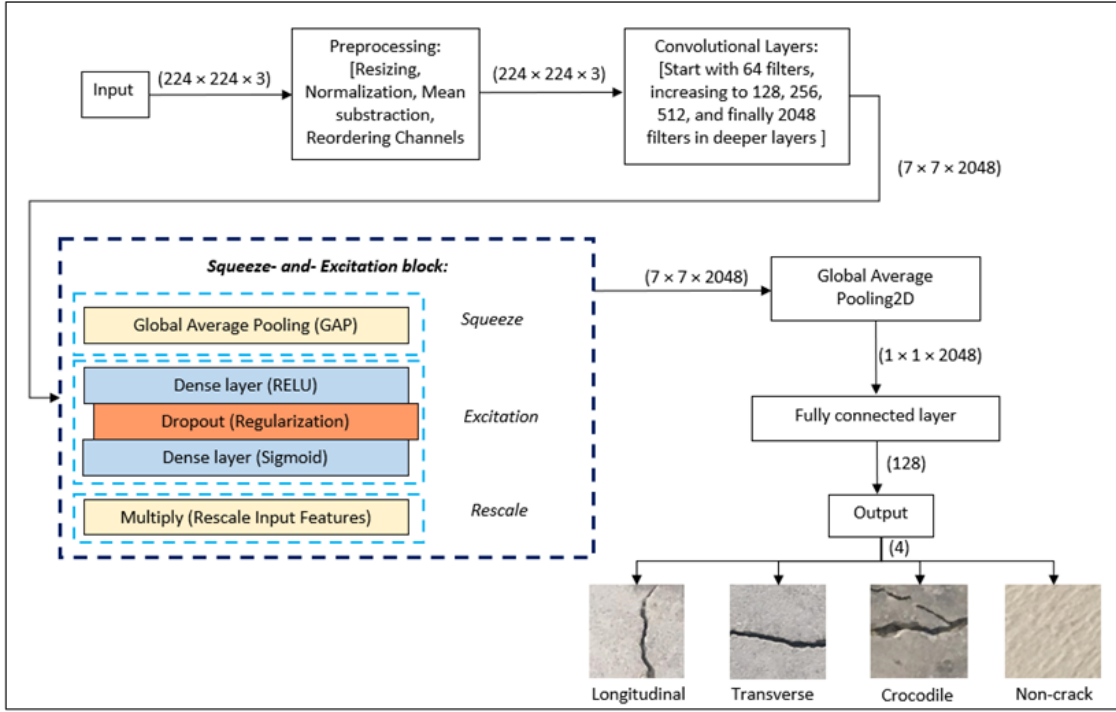 Input
(224 × 224 × 3)
Preprocessing:
[Resizing,
Normalization, Mean
substraction,
Reordering Channels
(224 × 224 × 3)
Convolutional Layers:
[Start with 64 filters,
increasing to 128, 256,
512, and finally 2048
filters in deeper layers ]
(7 × 7 × 2048)
Squeeze- and- Excitation block:
Global Average Pooling (GAP)
Squeeze
Dense layer (RELU)
Dropout (Regularization)
Excitation
Dense layer (Sigmoid)
Multiply (Rescale Input Features)
Rescale
(7 × 7 × 2048)
Global Average
Pooling2D
(1 × 1 × 2048)
Fully connected layer
(128)
Output
(4)
Longitudinal
Transverse
Crocodile
Non-crack